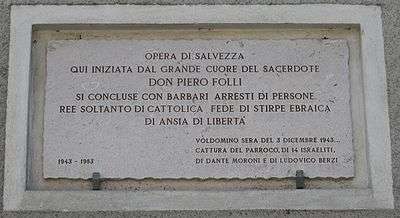 OPERA DI SALVEZZA
QUI INIZIATA DAL GRANDE CUORE DEL SACERDOTE
DON PIERO FOLLI
SI CONCLUSE CON BARBARI ARRESTI DI PERSONE
REE SOLTANTO DI CATTOLICA FEDE DI STIRPE EBRAICA
DI ANSIA DI LIBERTA'
VOLDOMINO SERA DEL 3 DICEMBRE 1943...
CATTURA DEL PARROCO, DI 14 ISRAELITI,
1943 - 1983 DI DANTE MORONI E DI LUDOVICO BERZI